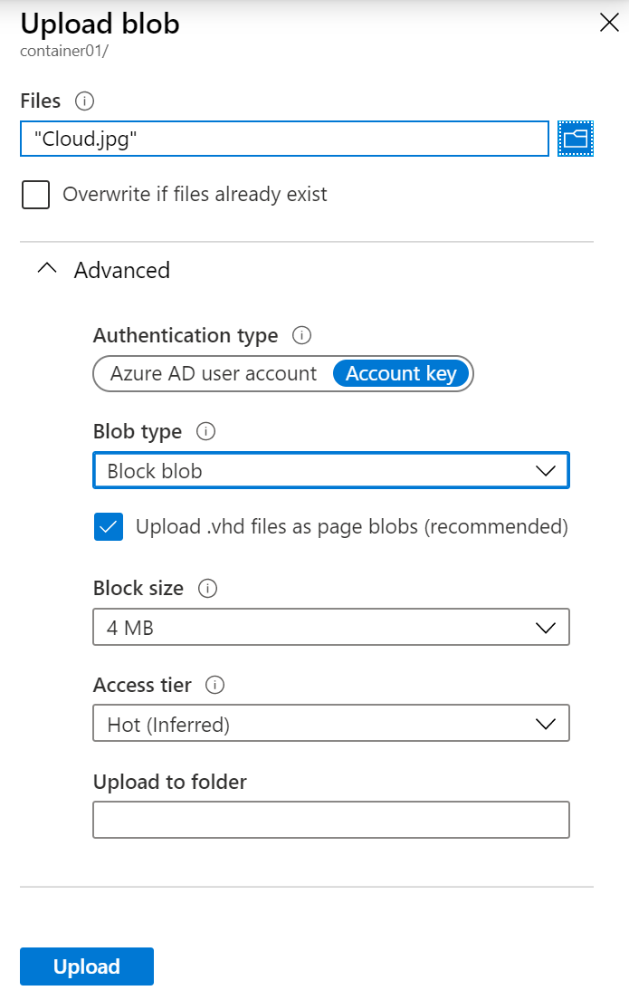 Upload blob
container01/
Files
"Cloud.jpg"
Overwrite if files already exist
Advanced
Authentication type
Azure AD user account Account key
Blob type
Block blob
Upload .vhd files as page blobs (recommended)
Block size
4 MB
Access tier
Hot (Inferred)
Upload to folder
Upload